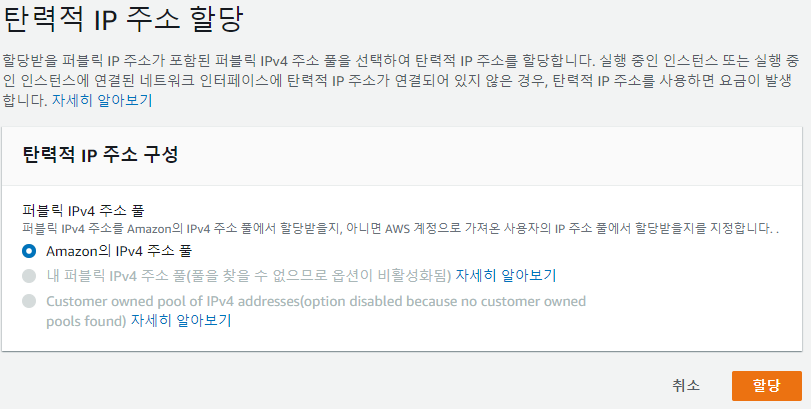 탄력적 IP 주소 할당
할당받을 퍼블릭 IP 주소가 포함된 퍼블릭 IPv4 주소 풀을 선택하여 탄력적 IP 주소를 할당합니다. 실행 중인 인스턴스 또는 실행 중
인 인스턴스에 연결된 네트워크 인터페이스에 탄력적 IP 주소가 연결되어 있지 않은 경우, 탄력적 IP 주소를 사용하면 요금이 발생
합니다. 자세히 알아보기
탄력적 IP 주소 구성
퍼블릭 IPv4 주소 풀
퍼블릭 IPv4 주소를 Amazon의 IPv4 주소 풀에서 할당받을지, 아니면 AWS 계정으로 가져온 사용자의 IP 주소 풀에서 할당받을지를 지정합니다. .
Amazon의 IPv4 주소 풀
내 퍼블릭 IPv4 주소 풀(풀을 찾을 수 없으므로 옵션이 비활성화됨) 자세히 알아보기
Customer owned pool of IPv4 addresses(option disabled because no customer owned
pools found) 자세히 알아보기
취소
할당